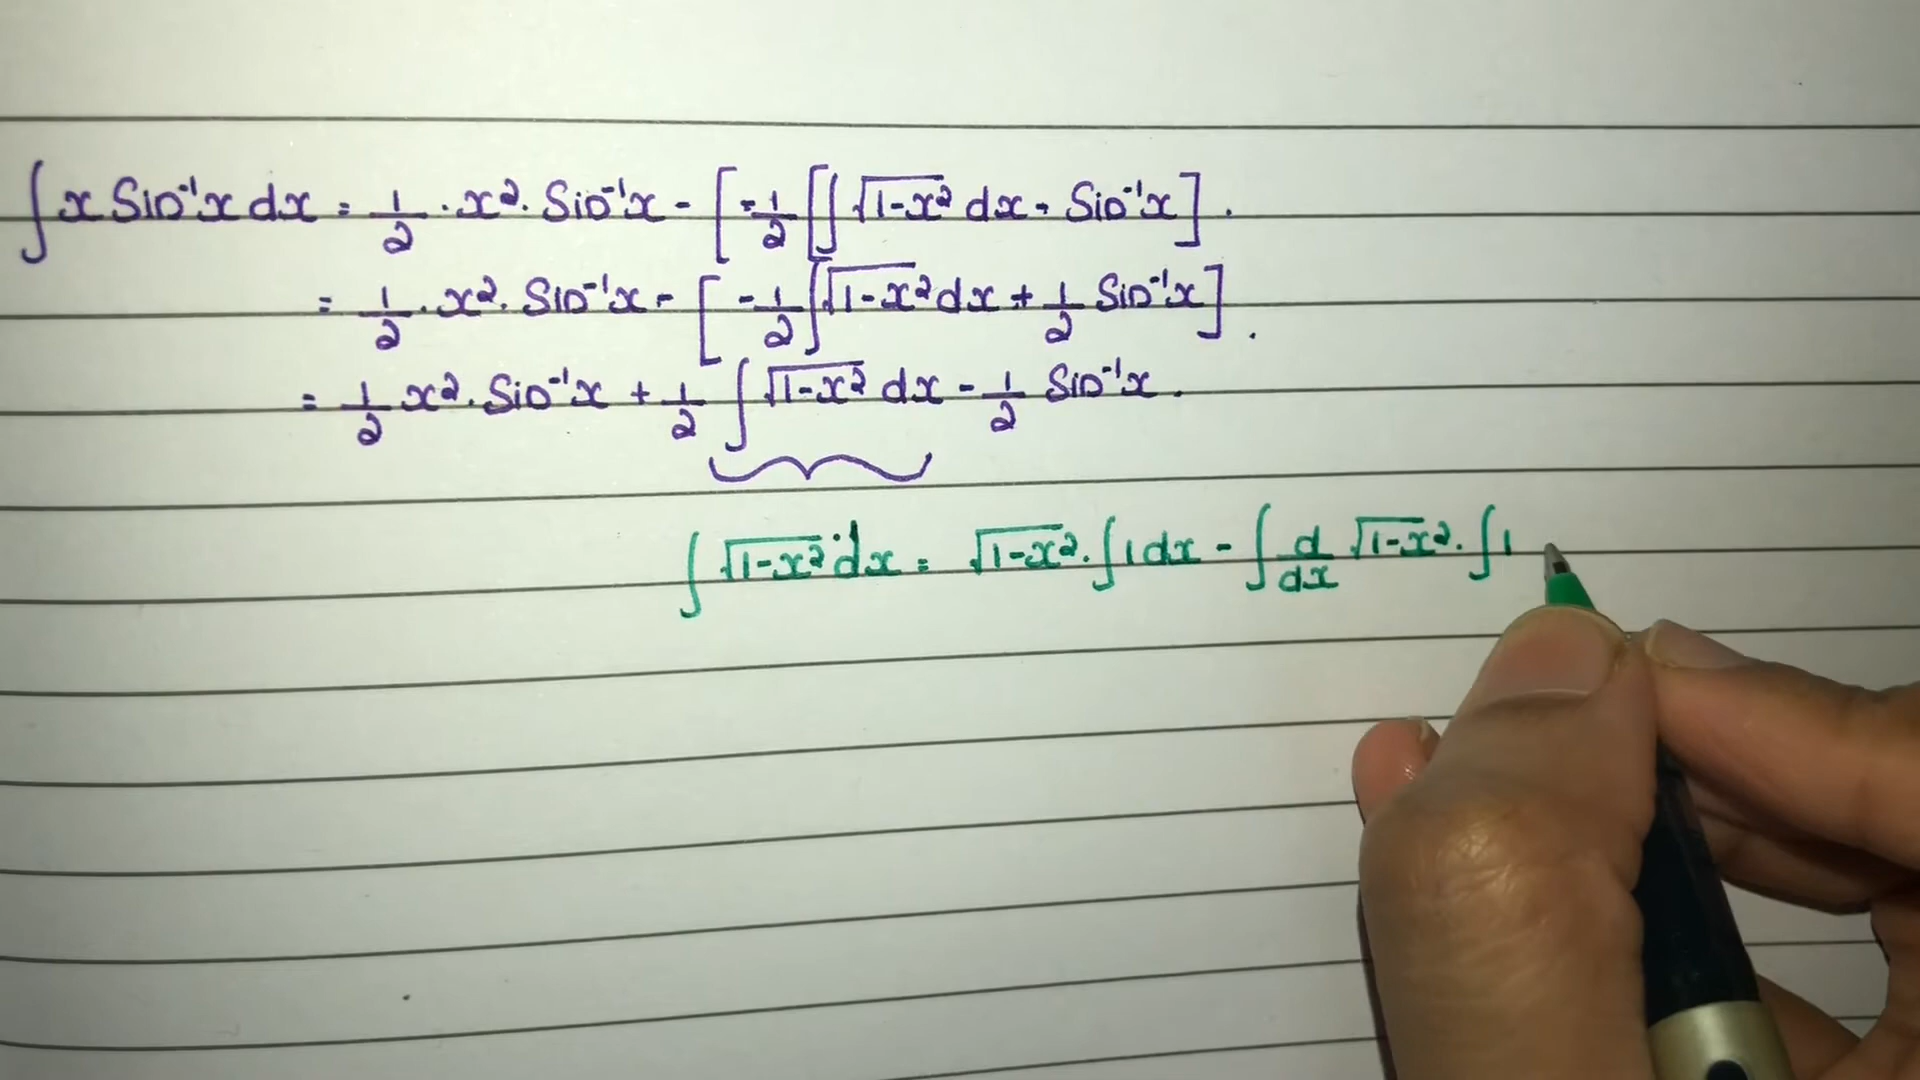 ∫ x Sin⁻¹x dx = 1/2 · x² · Sin⁻¹x - [ -1/2 [ ∫ √(1-x²) dx - Sin⁻¹x ] .
= 1/2 · x² · Sin⁻¹x - [ -1/2 ∫ √(1-x²) dx + 1/2 Sin⁻¹x ] .
= 1/2 x² · Sin⁻¹x + 1/2 ∫ √(1-x²) dx - 1/2 Sin⁻¹x .
∫ √(1-x²) · 1 dx = √(1-x²) · ∫ 1 dx - ∫ d/dx √(1-x²) · ∫ 1